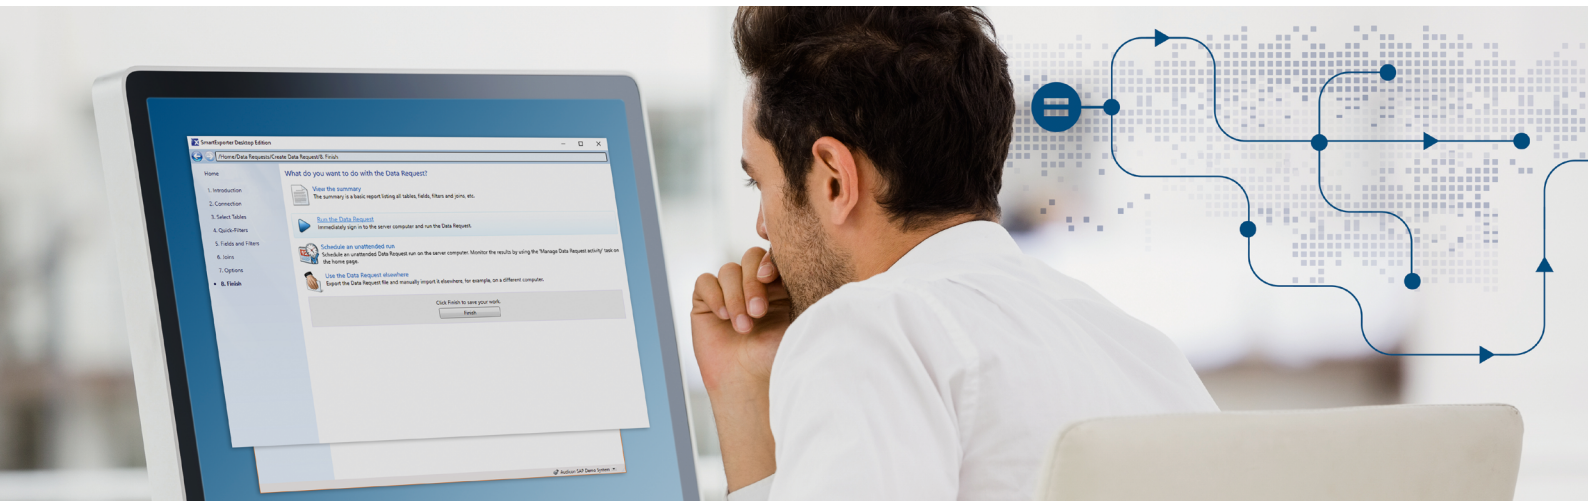 SmartExporter Desktop Edition
/Home/Data Requests/Create Data Request/8. Finish
Home
1. Introduction
2. Connection
3. Select Tables
4. Quick-Filters
5. Fields and Filters
6. Joins
7. Options
8. Finish
What do you want to do with the Data Request?
View the summary
The summary is a basic report listing all tables, fields, filters and joins, etc.
Run the Data Request
Immediately sign in to the server computer and run the Data Request.
Schedule an unattended run
Schedule an unattended Data Request run on the server computer. Monitor the results by using the 'Manage Data Request activity' task on
the home page.
Use the Data Request elsewhere
Export the Data Request file and manually import it elsewhere, for example, on a different computer.
Click Finish to save your work.
Finish
Audicon SAP Demo System